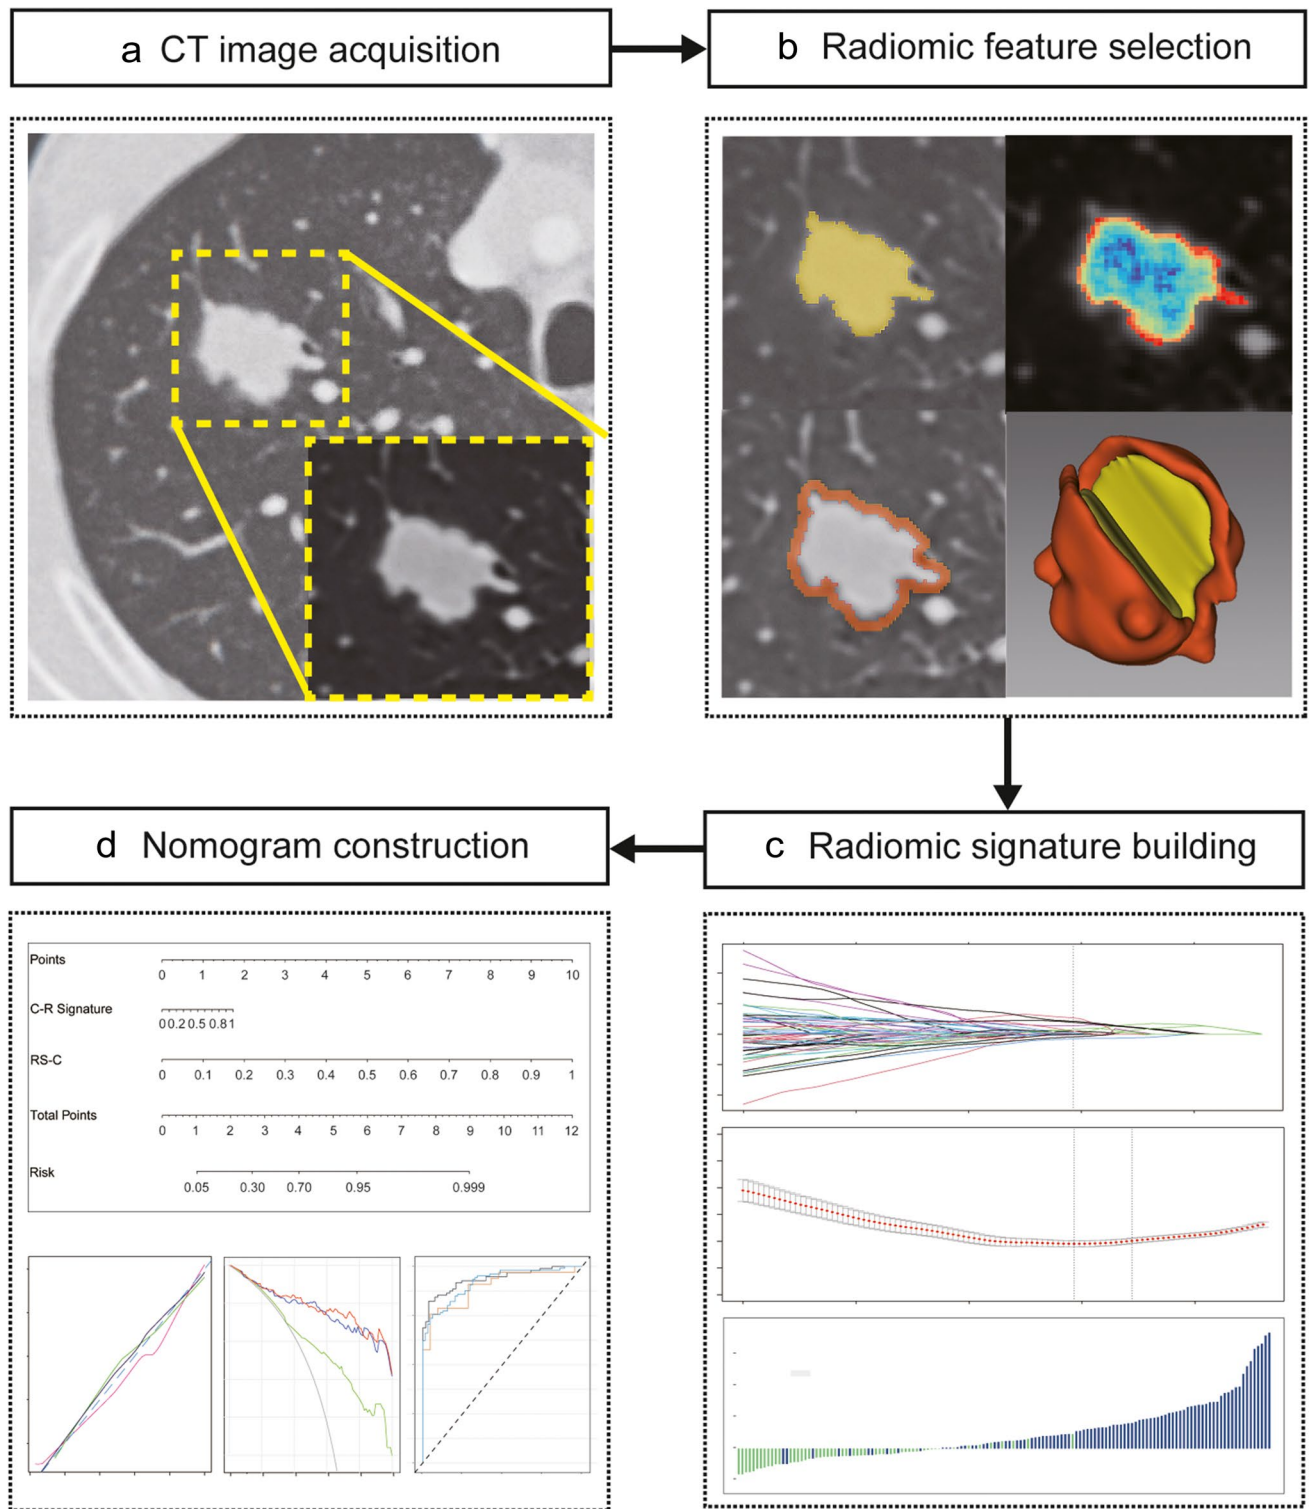 a CT image acquisition
b Radiomic feature selection
d Nomogram construction
c Radiomic signature building
Points
0 1 2 3 4 5 6 7 8 9 10
C-R Signature
0 0.2 0.5 0.8 1
RS-C
0 0.1 0.2 0.3 0.4 0.5 0.6 0.7 0.8 0.9 1
Total Points
0 1 2 3 4 5 6 7 8 9 10 11 12
Risk
0.05 0.30 0.70 0.95 0.999